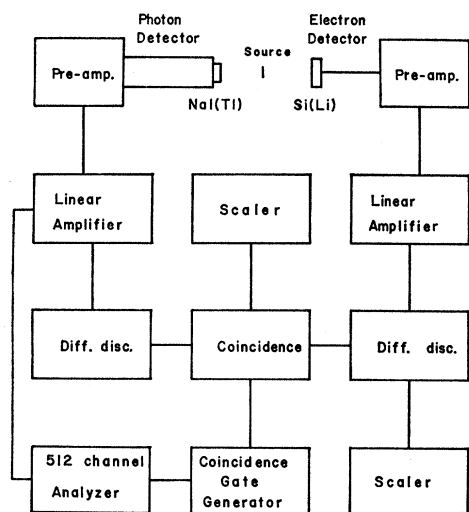 Photon
Detector
Source
Electron
Detector
Pre-amp.
NaI(Tl)
Si(Li)
Pre-amp.
Linear
Amplifier
Scaler
Linear
Amplifier
Diff. disc.
Coincidence
Diff. disc.
512 channel
Analyzer
Coincidence
Gate
Generator
Scaler